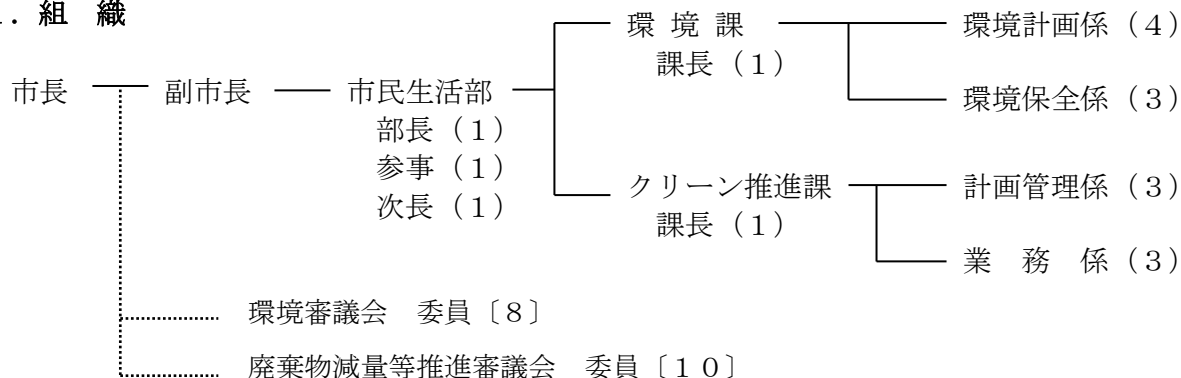 ．組　織
環 境 課
課長（１）
環境計画係（４）
環境保全係（３）
市長
副市長
市民生活部
部長（１）
参事（１）
次長（１）
クリーン推進課
課長（１）
計画管理係（３）
業　務　係（３）
環境審議会　委員〔８〕
廃棄物減量等推進審議会　委員〔１０〕